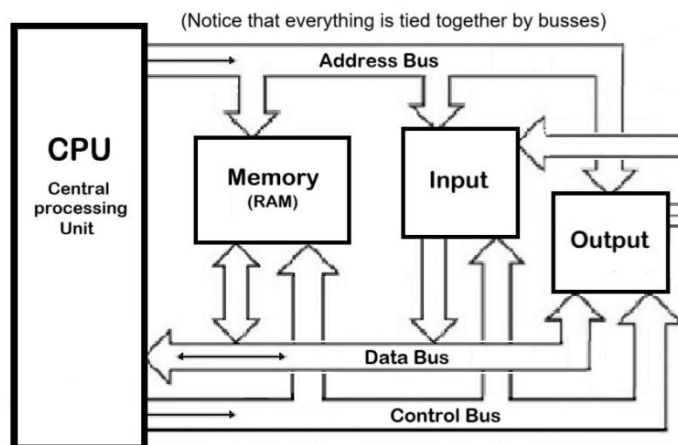 (Notice that everything is tied together by busses)
Address Bus
CPU
Central
processing
Unit
Memory
(RAM)
Input
Output
Data Bus
Control Bus